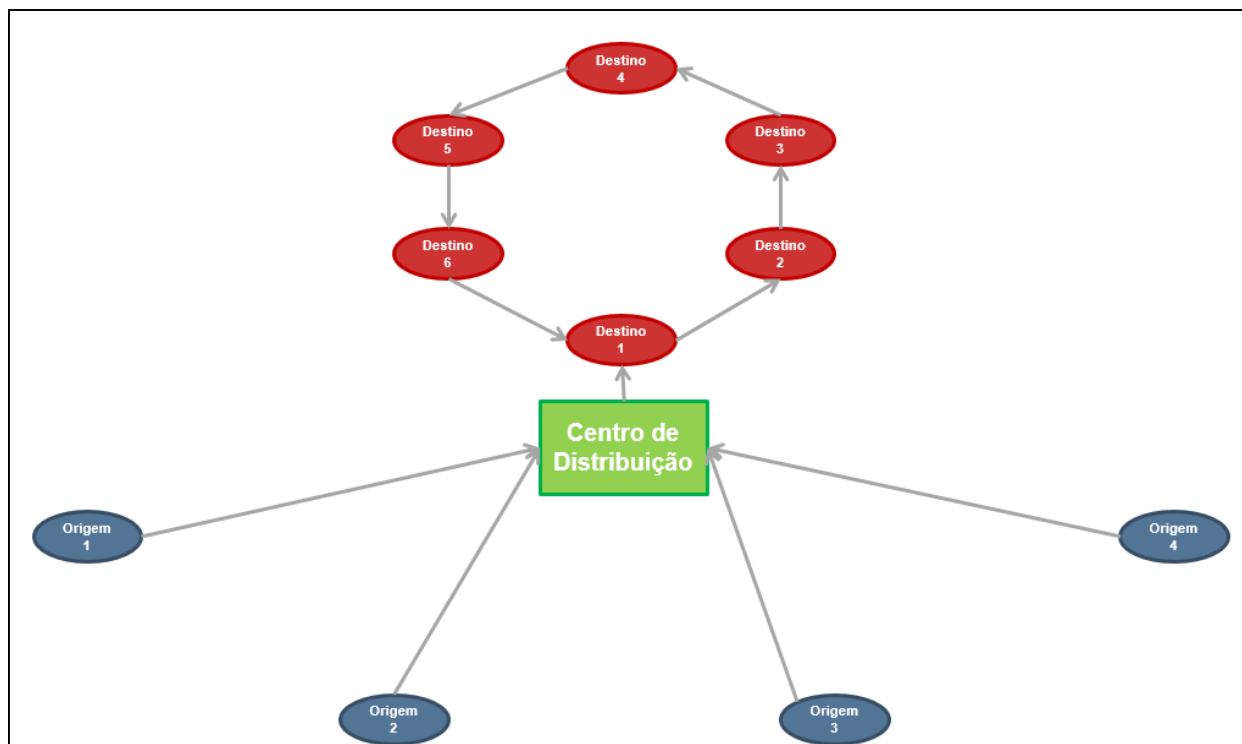 Destino
4
Destino
5
Destino
3
Destino
6
Destino
2
Destino
1
Centro de
Distribuição
Origem
1
Origem
4
Origem
2
Origem
3